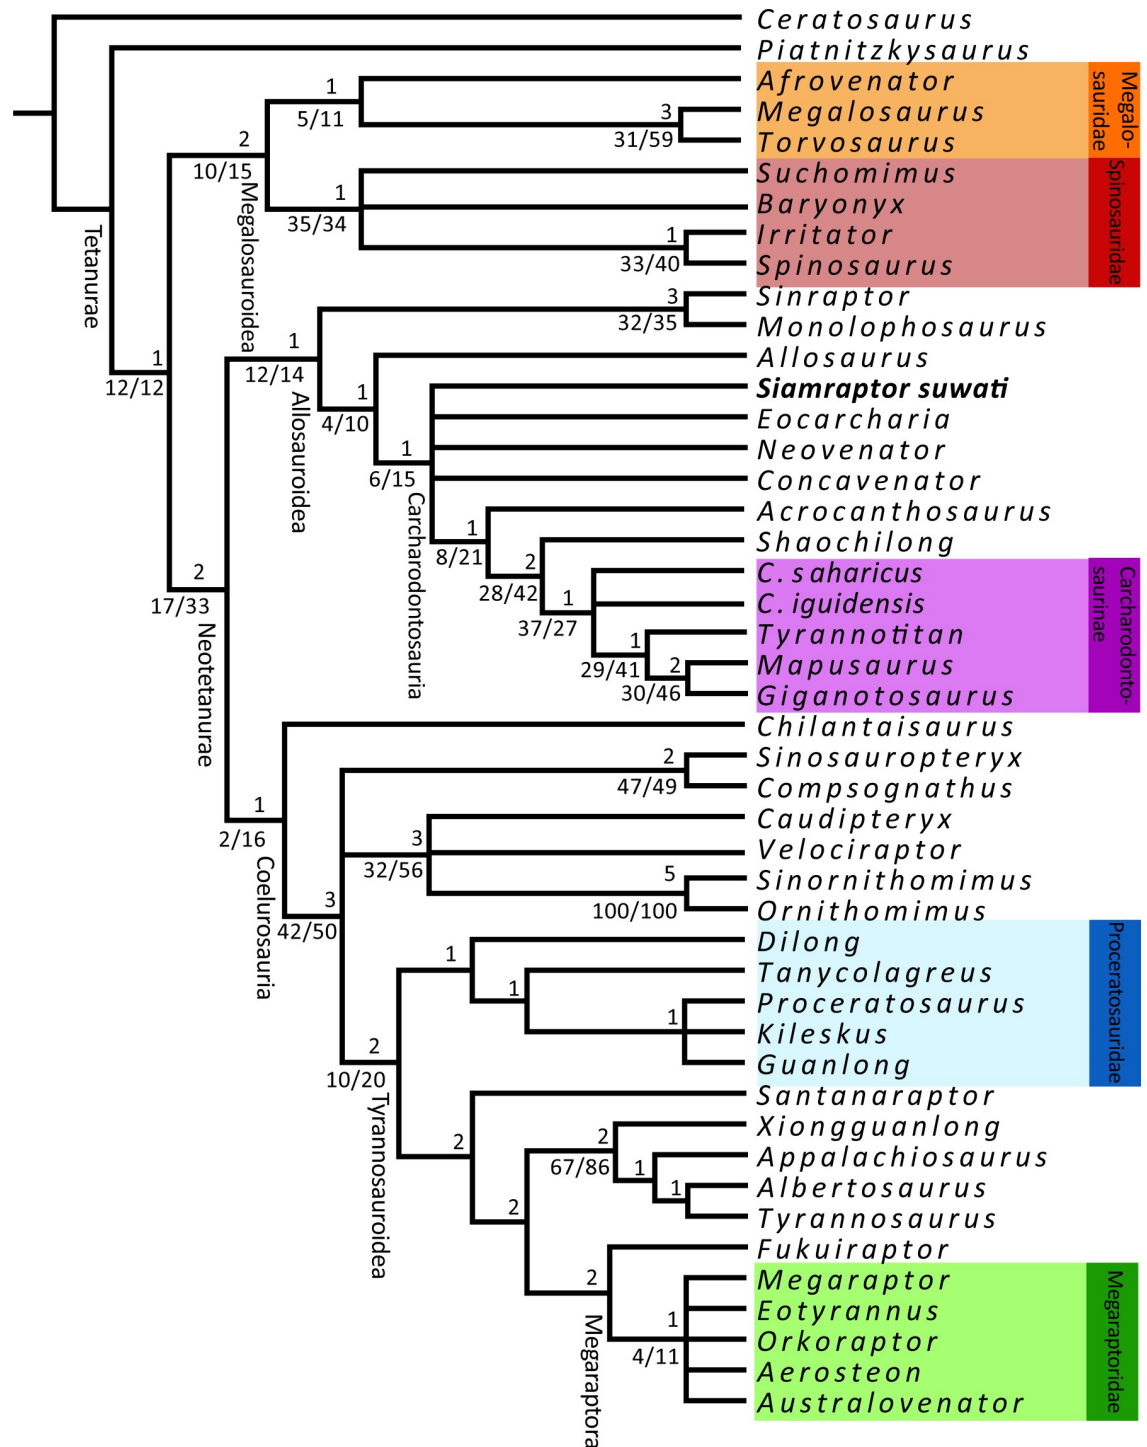 Ceratosaurus
Piatnitzkysaurus
Afrovenator
Megalosaurus
Torvosaurus
Megalo-
sauridae
Suchomimus
Baryonyx
Irritator
Spinosaurus
Spinosauridae
Sinraptor
Monolophosaurus
Allosaurus
Siamraptor suwati
Eocarcharia
Neovenator
Concavenator
Acrocanthosaurus
Shaochilong
C. saharicus
C. iguidensis
Tyrannotitan
Mapusaurus
Giganotosaurus
Carcharodonto-
saurinae
Chilantaisaurus
Sinosauropteryx
Compsognathus
Caudipteryx
Velociraptor
Sinornithomimus
Ornithomimus
Dilong
Tanycolagreus
Proceratosaurus
Kileskus
Guanlong
Proceratosauridae
Santanaraptor
Xiongguanlong
Appalachiosaurus
Albertosaurus
Tyrannosaurus
Fukuiraptor
Megaraptor
Eotyrannus
Orkoraptor
Aerosteon
Australovenator
Megaraptoridae
Tetanurae
1
12/12
2
10/15
Megalosauroidea
1
5/11
3
31/59
1
35/34
1
33/40
2
17/33
Neotetanurae
1
12/14
Allosauroidea
3
32/35
1
4/10
1
6/15
Carcharodontosauria
1
8/21
2
28/42
1
37/27
1
29/41
2
30/46
1
2/16
Coelurosauria
3
42/50
2
47/49
3
32/56
5
100/100
2
10/20
Tyrannosauroidea
1
1
1
2
2
2
67/86
1
1
2
Megaraptora
1
4/11